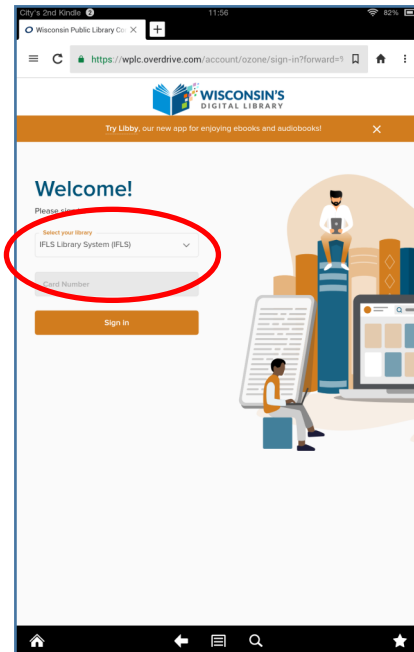 City's 2nd Kindle 2 11:56 82%
Wisconsin Public Library Co
https://wplc.overdrive.com/account/ozone/sign-in?forward=
WISCONSIN'S
DIGITAL LIBRARY
Try Libby, our new app for enjoying ebooks and audiobooks!
Welcome!
Please
Select your library
IFLS Library System (IFLS)
Card Number
Sign In